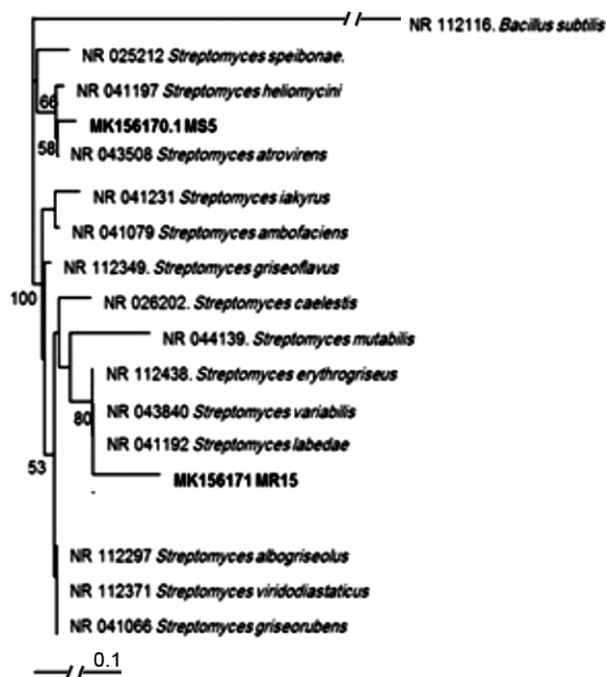 NR 112116. Bacillus subtilis
NR 025212 Streptomyces speibonae.
NR 041197 Streptomyces heliomycini
66
MK156170.1 MS5
58
NR 043508 Streptomyces atrovirens
NR 041231 Streptomyces iakyrus
NR 041079 Streptomyces ambofaciens
NR 112349. Streptomyces griseoflavus
100
NR 026202. Streptomyces caelestis
NR 044139. Streptomyces mutabilis
NR 112438. Streptomyces erythrogriseus
80
NR 043840 Streptomyces variabilis
NR 041192 Streptomyces labedae
53
MK156171 MR15
NR 112297 Streptomyces albogriseolus
NR 112371 Streptomyces viridodiastaticus
NR 041066 Streptomyces griseorubens
0.1